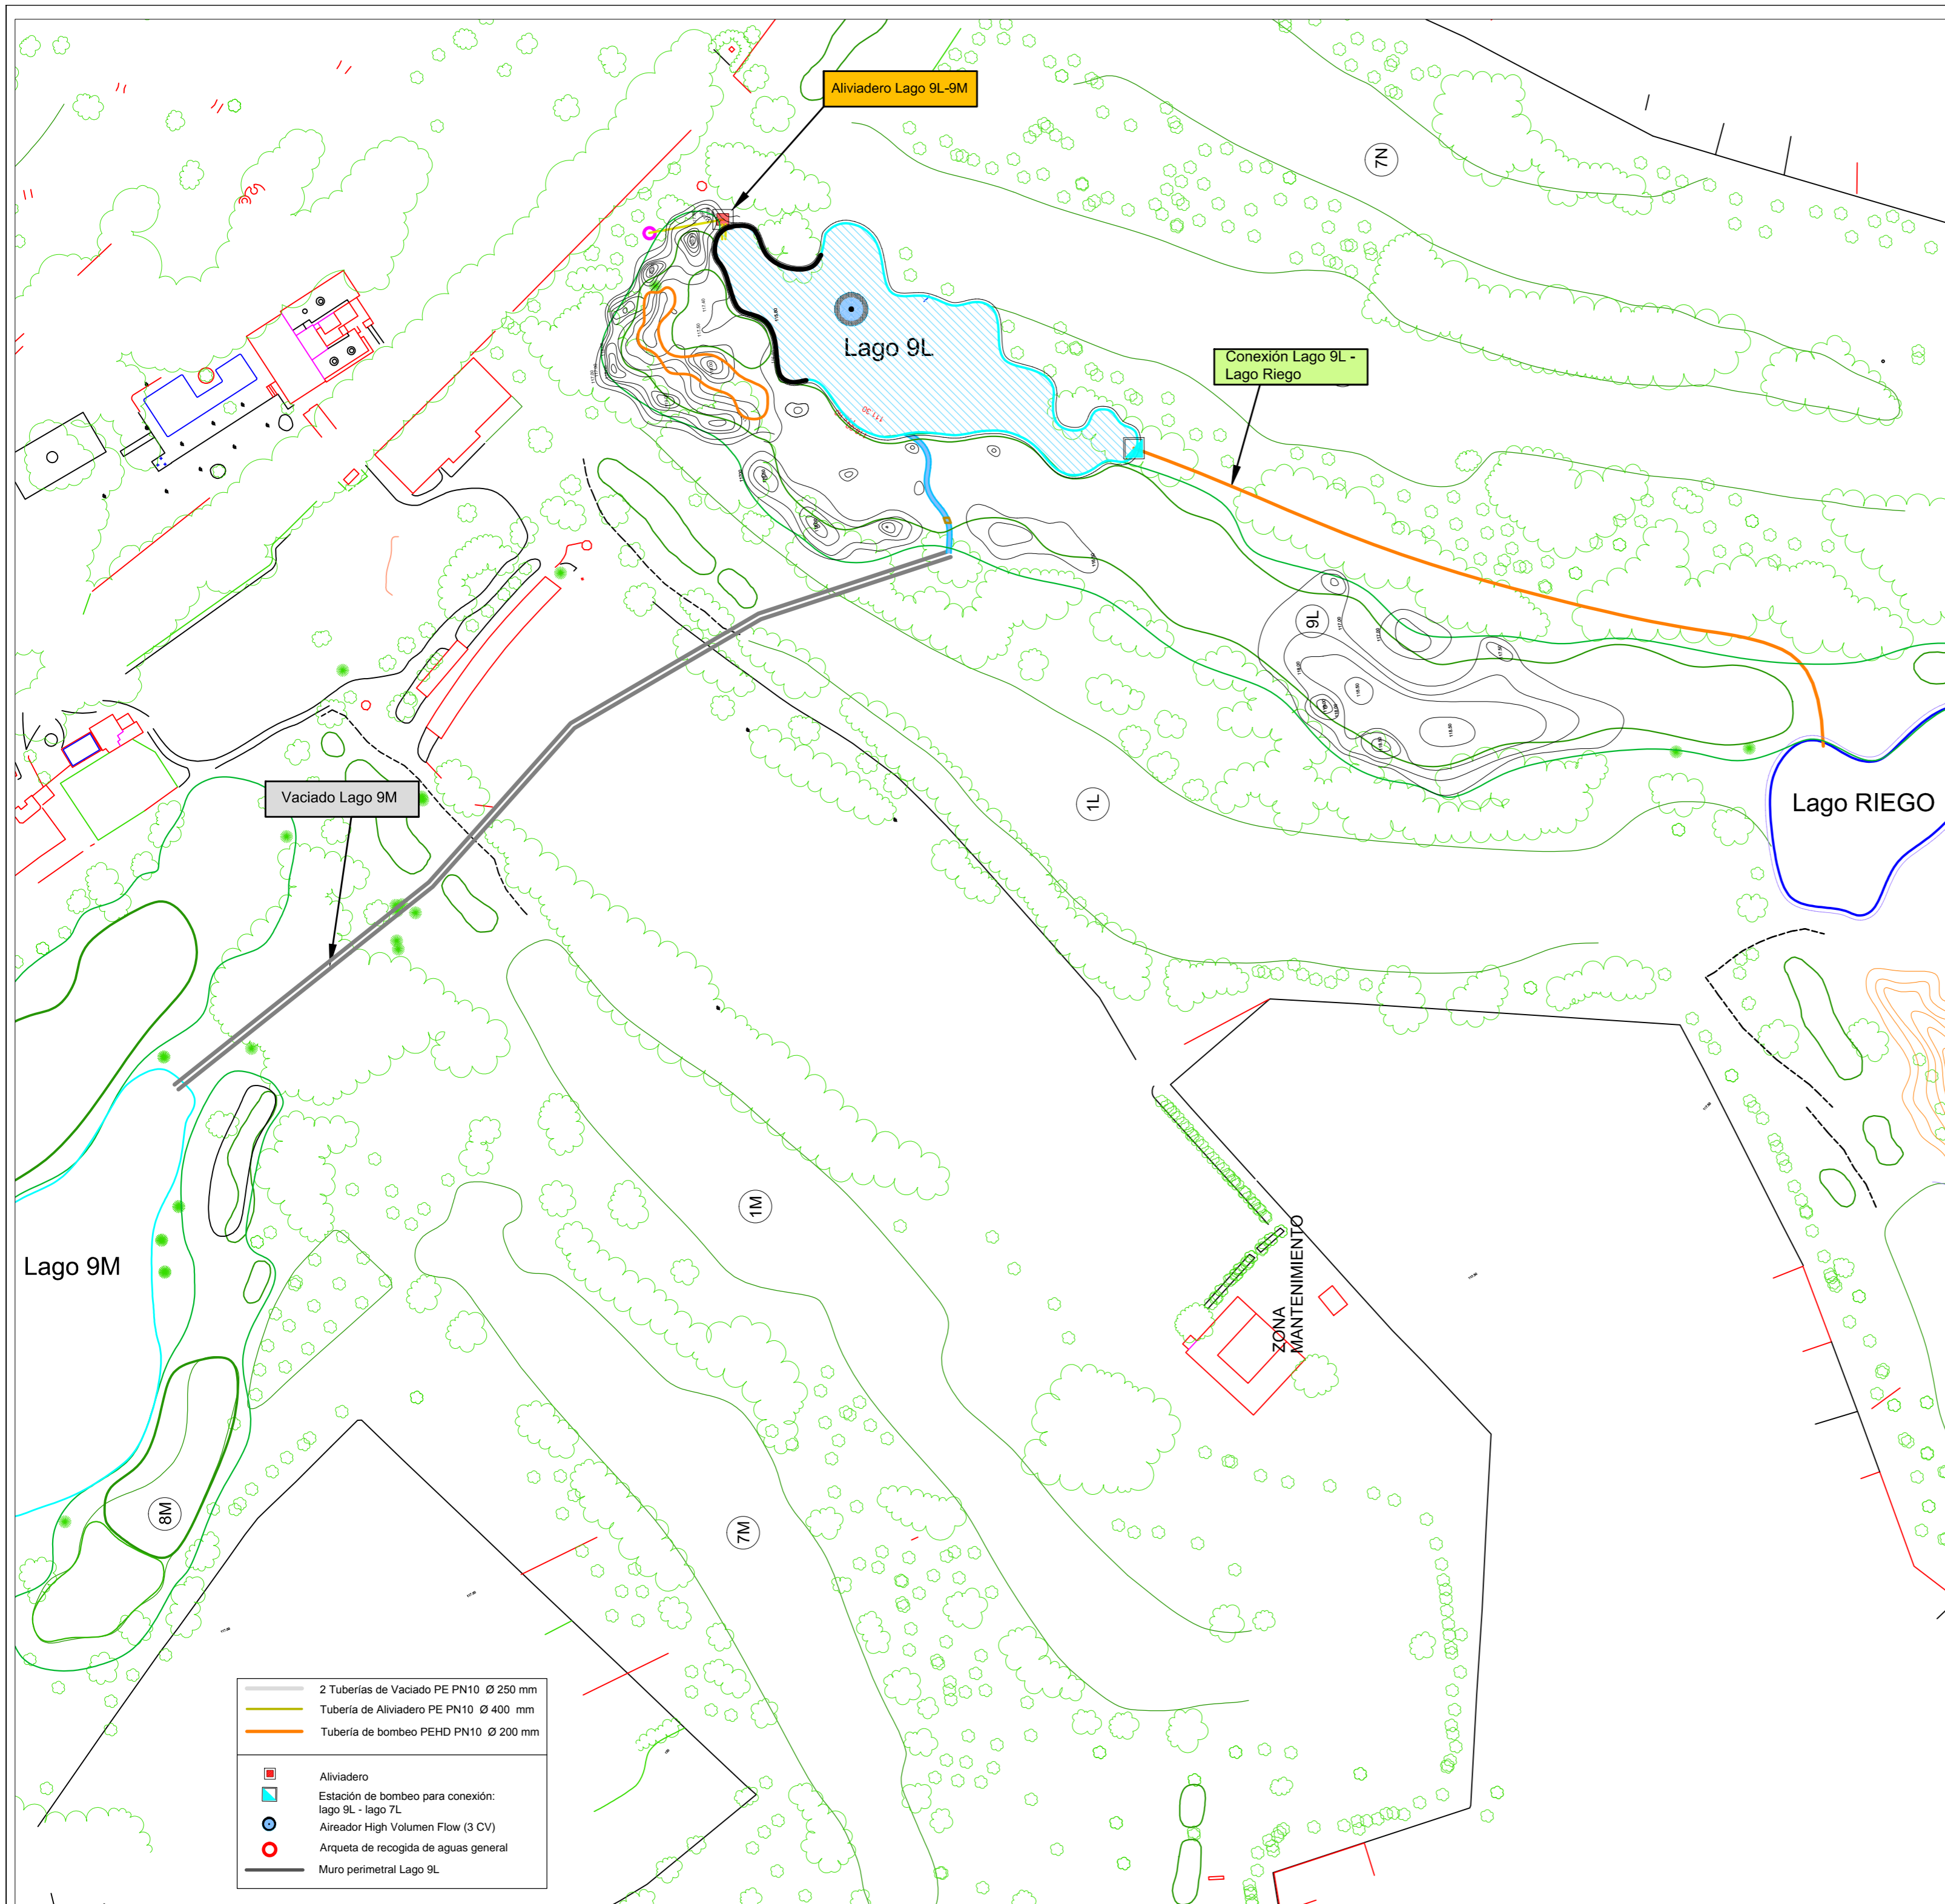 Aliviadero Lago 9L-9M
7N
Lago 9L
111.30
Conexión Lago 9L -
Lago Riego
9L
Vaciado Lago 9M
1L
Lago RIEGO
1M
Lago 9M
ZONA
MANTENIMIENTO
8M
7M
2 Tuberías de Vaciado PE PN10 Ø 250 mm
Tubería de Aliviadero PE PN10 Ø 400 mm
Tubería de bombeo PEHD PN10 Ø 200 mm
Aliviadero
Estación de bombeo para conexión:
lago 9L - lago 7L
Aireador High Volumen Flow (3 CV)
Arqueta de recogida de aguas general
Muro perimetral Lago 9L